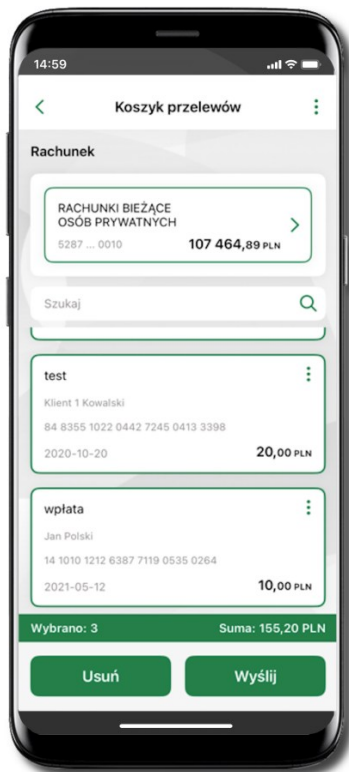 14:59
Koszyk przelewów
Rachunek
RACHUNKI BIEŻĄCE
OSÓB PRYWATNYCH
5287 ... 0010 107 464,89 PLN
Szukaj
test
Klient 1 Kowalski
84 8355 1022 0442 7245 0413 3398
2020-10-20 20,00 PLN
wpłata
Jan Polski
14 1010 1212 6387 7119 0535 0264
2021-05-12 10,00 PLN
Wybrano: 3 Suma: 155,20 PLN
Usuń Wyślij